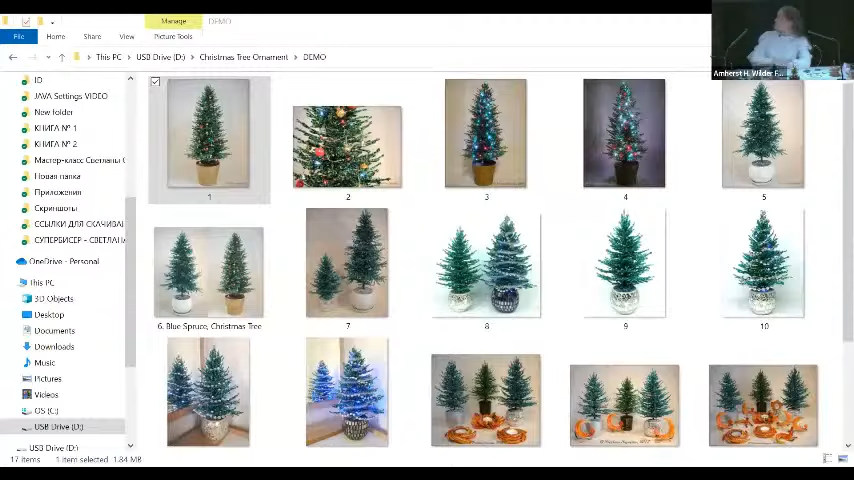 Manage
DEMO
File
Home
Share
View
Picture Tools
This PC
USB Drive (D:)
Christmas Tree Ornament
DEMO
Amherst H. Wilder F...
ID
JAVA Settings VIDEO
New folder
КНИГА № 1
КНИГА № 2
Мастер-класс Светланы С
Новая папка
Приложения
Скриншоты
ССЫЛКИ ДЛЯ СКАЧИВАН
СУПЕРБИСЕР - СВЕТЛАНА
OneDrive - Personal
This PC
3D Objects
Desktop
Documents
Downloads
Music
Pictures
Videos
OS (C:)
USB Drive (D:)
USB Drive (D:)
1
2
3
4
5
6. Blue Spruce, Christmas Tree
7
8
9
10
17 items
1 item selected
1.84 MB